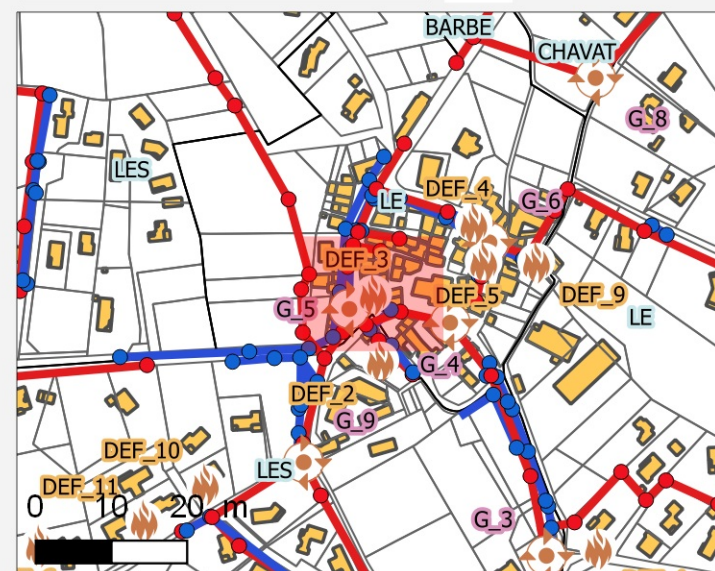 BARBE
CHAVAT
G_8
LES
DEF_4
LE
G_6
DEF_3
DEF_5
DEF_9
G_5
LE
G_4
DEF_2
G_9
DEF_10
LES
DEF_11
0 10 20 m
G_3